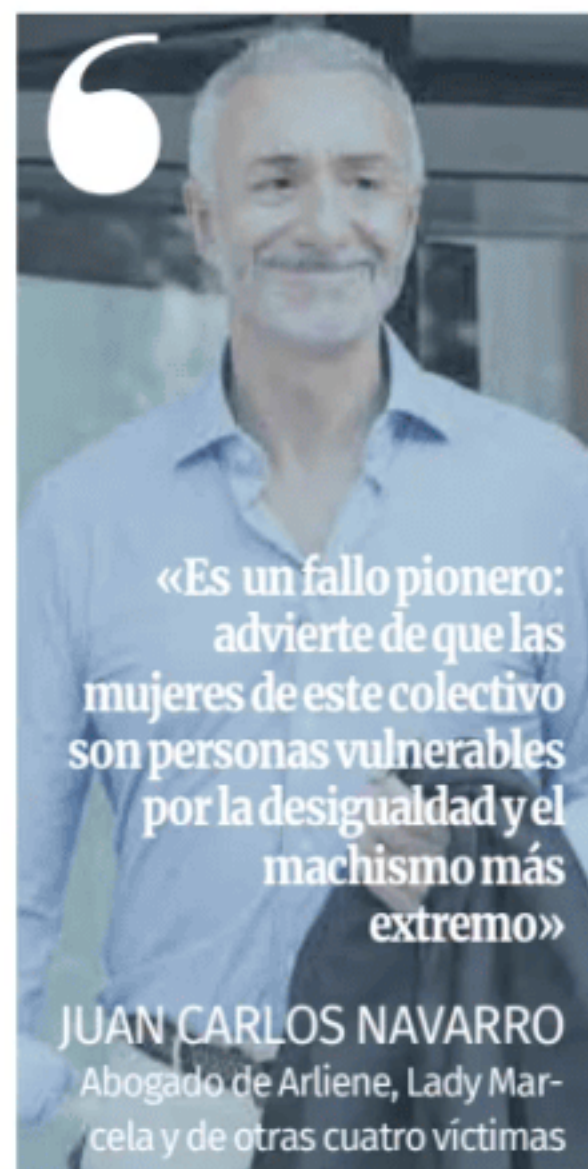 «Es un fallo pionero:
advierte de que las
mujeres de este colectivo
son personas vulnerables
por la desigualdad y el
machismo más
extremo»
JUAN CARLOS NAVARRO
Abogado de Arliene, Lady Mar-
cela y de otras cuatro víctimas